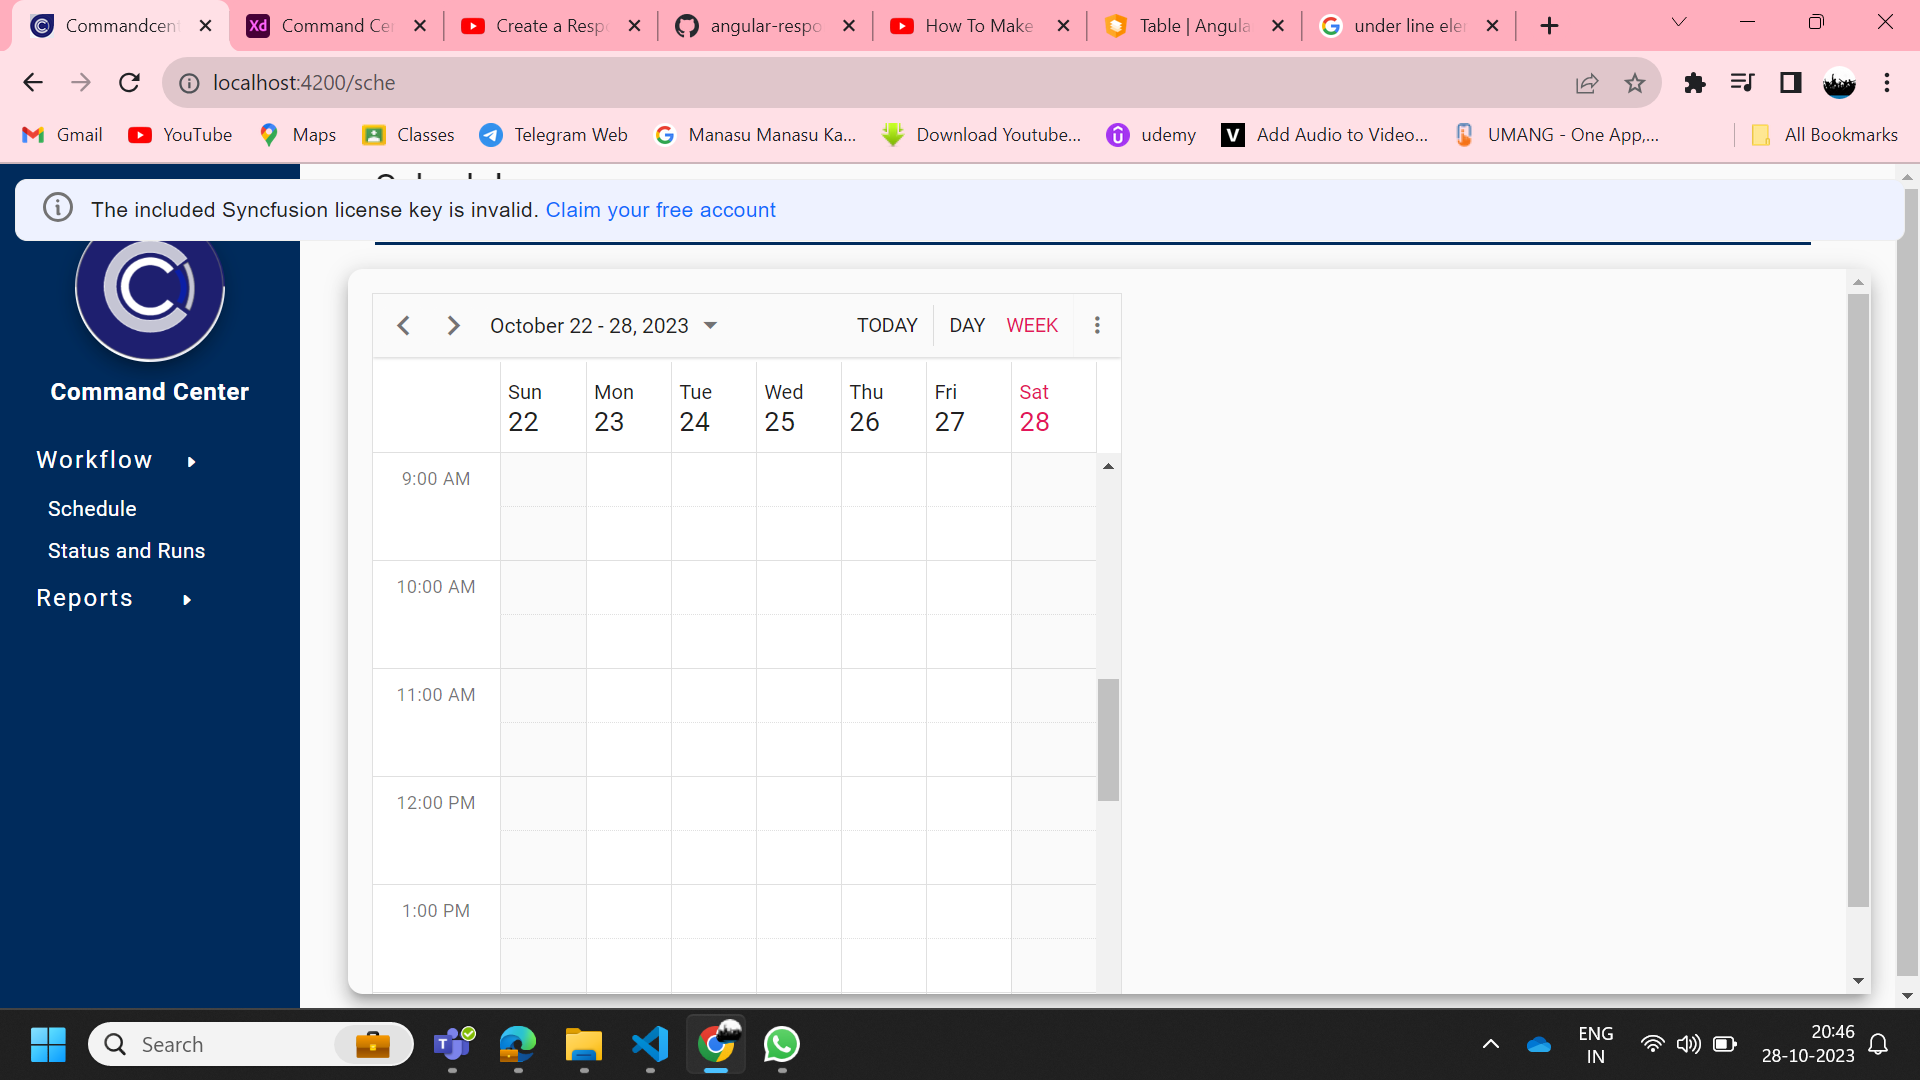 Commandcent
Command Cen
Create a Respo
angular-respo
How To Make
Table | Angula
under line elem
localhost:4200/sche
Gmail
YouTube
Maps
Classes
Telegram Web
Manasu Manasu Ka...
Download Youtube...
udemy
Add Audio to Video...
UMANG - One App,...
All Bookmarks
The included Syncfusion license key is invalid. Claim your free account
Command Center
Workflow
Schedule
Status and Runs
Reports
October 22 - 28, 2023
TODAY
DAY
WEEK
Sun Mon Tue Wed Thu Fri Sat
22 23 24 25 26 27 28
9:00 AM
10:00 AM
11:00 AM
12:00 PM
1:00 PM
Search
ENG
IN
20:46
28-10-2023